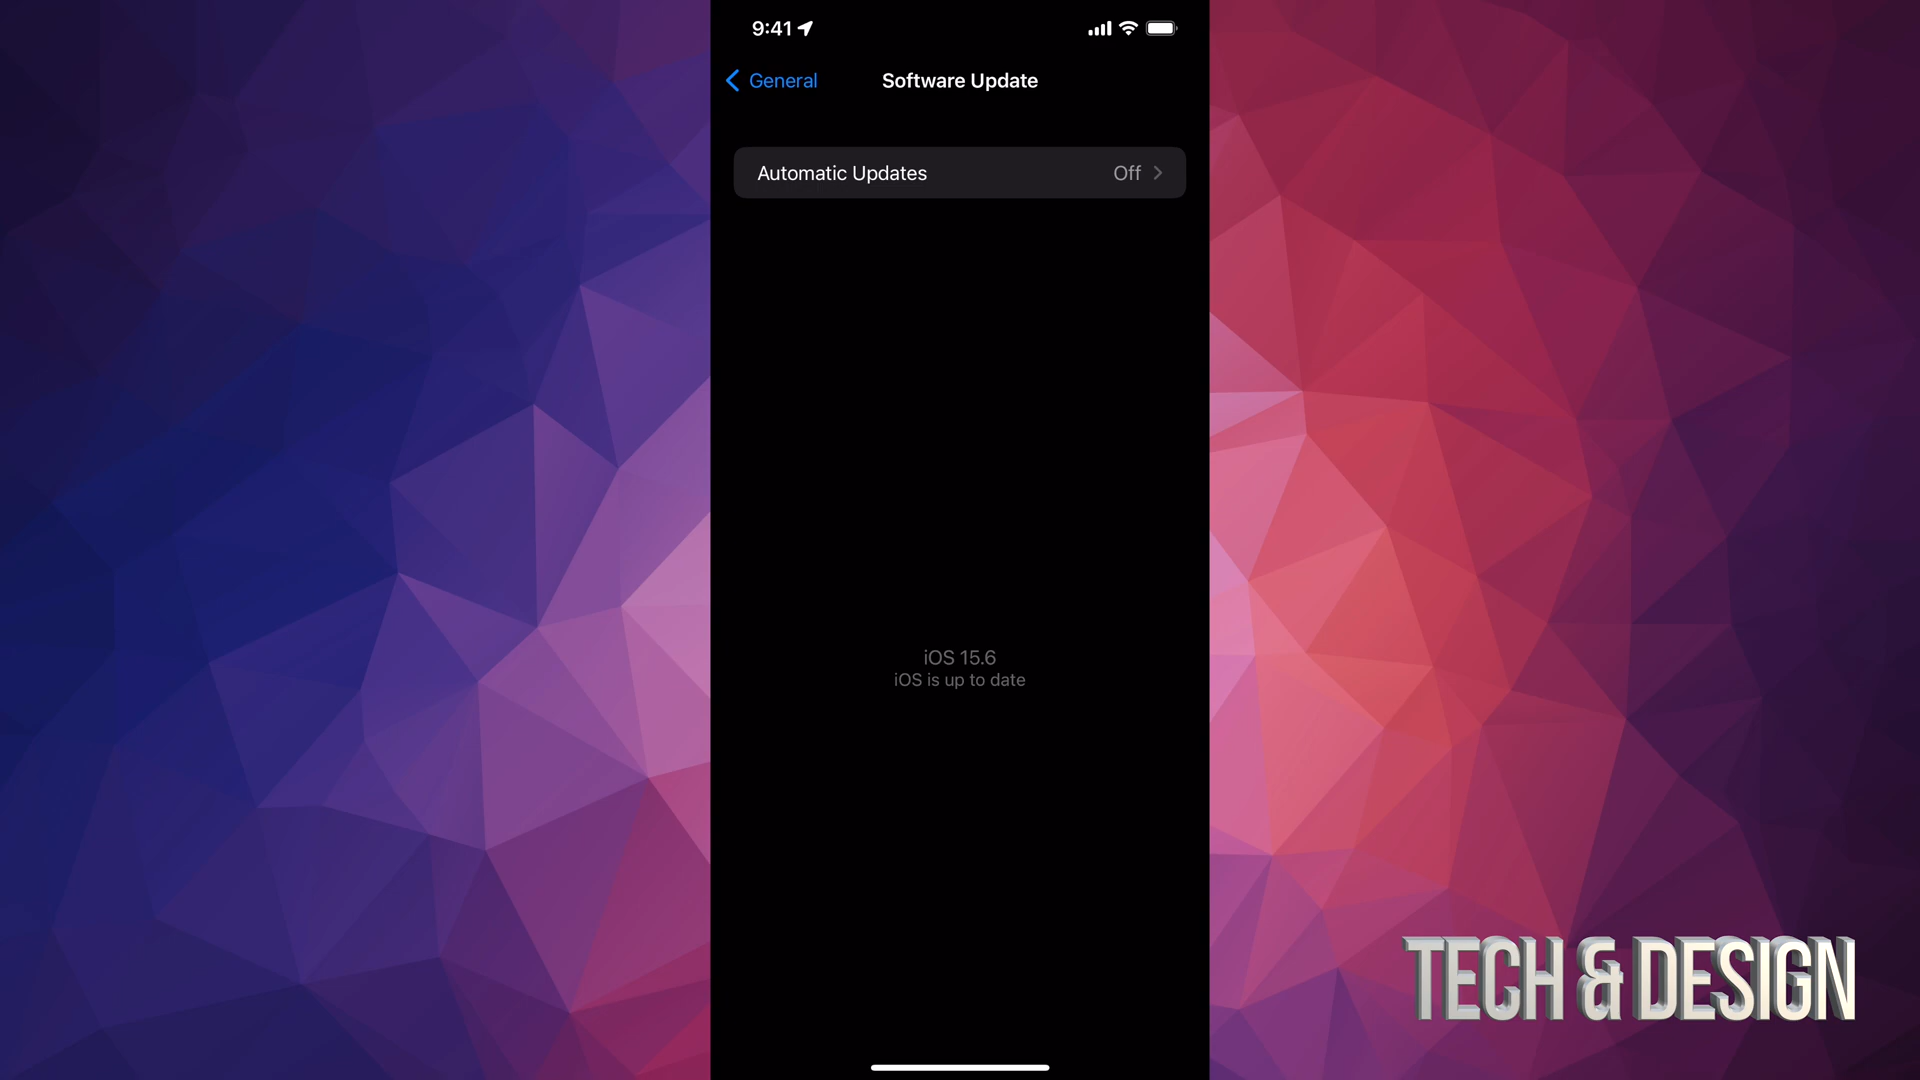 9:41
General
Software Update
Automatic Updates
Off
iOS 15.6
iOS is up to date
TECH & DESIGN